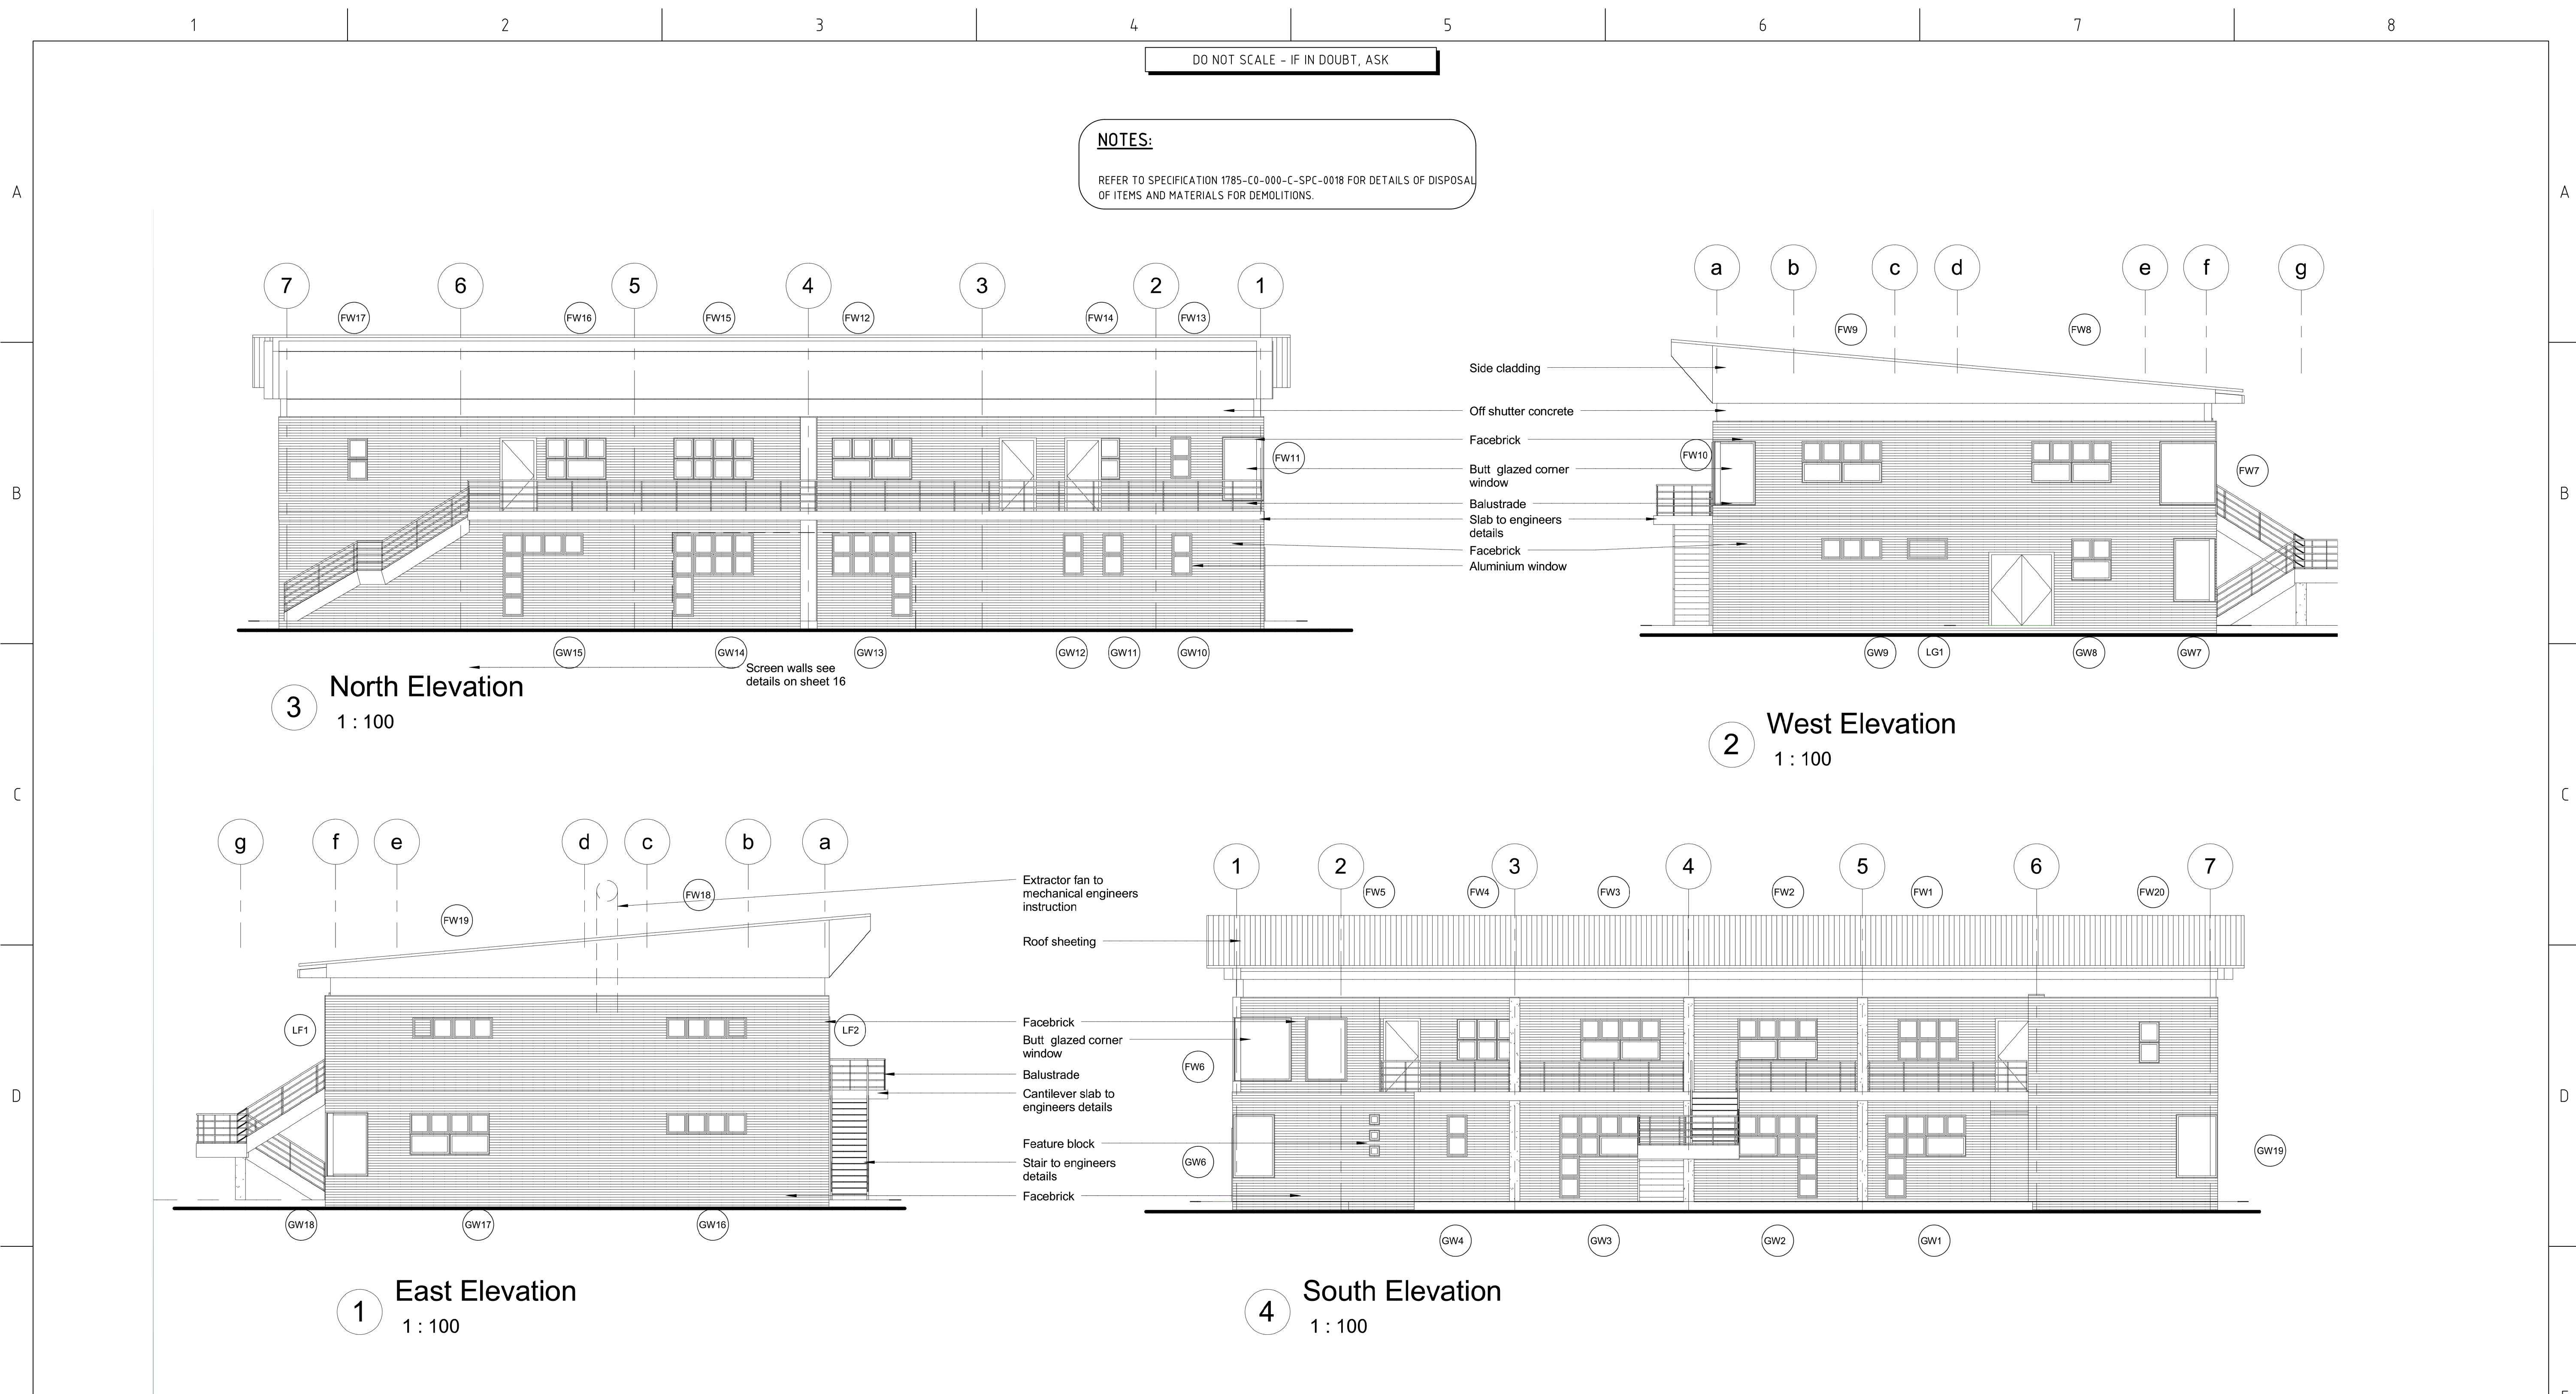 1 2 3 4 5 6 7 8
DO NOT SCALE - IF IN DOUBT, ASK
NOTES:
REFER TO SPECIFICATION 1785-C0-000-C-SPC-0018 FOR DETAILS OF DISPOSAL
OF ITEMS AND MATERIALS FOR DEMOLITIONS.
A A
B B
C C
D D
7 6 5 4 3 2 1
FW17 FW16 FW15 FW12 FW14 FW13
FW11
GW15 GW14 GW13 GW12 GW11 GW10
Screen walls see
details on sheet 16
3 North Elevation
1 : 100
Side cladding
Off shutter concrete
Facebrick
Butt glazed corner
window
Balustrade
Slab to engineers
details
Facebrick
Aluminium window
a b c d e f g
FW9 FW8
FW10
FW7
GW9 LG1 GW8 GW7
2 West Elevation
1 : 100
g f e d c b a
FW18
FW19
LF1 LF2
GW18 GW17 GW16
1 East Elevation
1 : 100
Extractor fan to
mechanical engineers
instruction
Roof sheeting
Facebrick
Butt glazed corner
window
Balustrade
Cantilever slab to
engineers details
Feature block
Stair to engineers
details
Facebrick
1 2 3 4 5 6 7
FW5 FW4 FW3 FW2 FW1 FW20
FW6
GW6
GW19
GW4 GW3 GW2 GW1
4 South Elevation
1 : 100